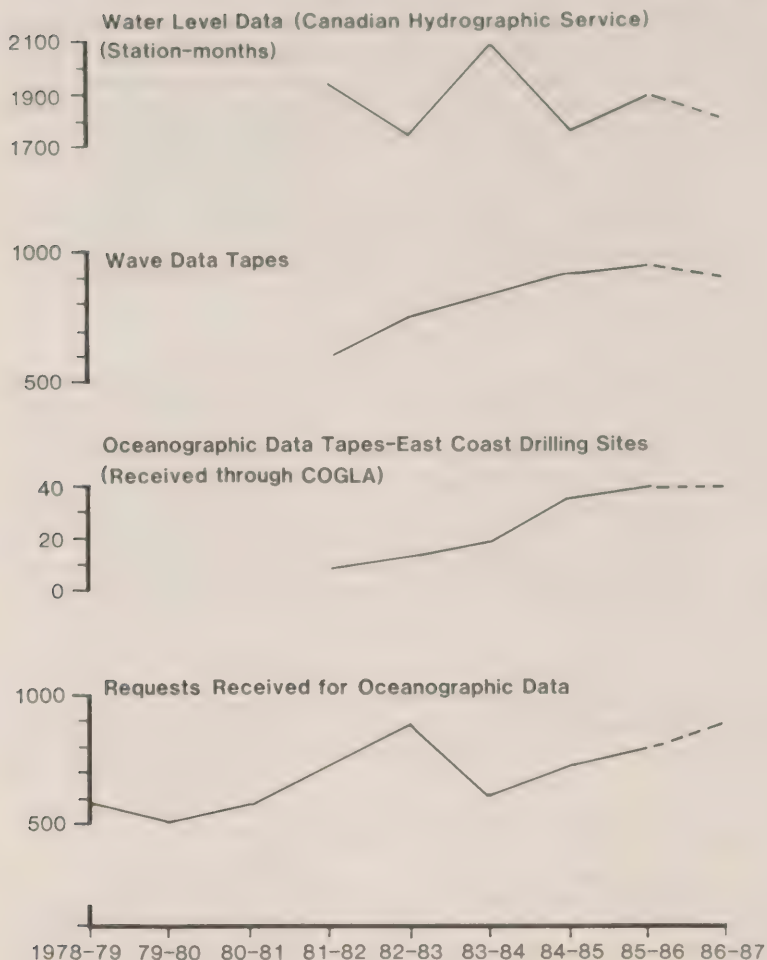 Water Level Data (Canadian Hydrographic Service)
(Station-months)
2100
1900
1700
Wave Data Tapes
1000
500
Oceanographic Data Tapes-East Coast Drilling Sites
(Received through COGLA)
40
20
0
Requests Received for Oceanographic Data
1000
500
1978-79 79-80 80-81 81-82 82-83 83-84 84-85 85-86 86-87